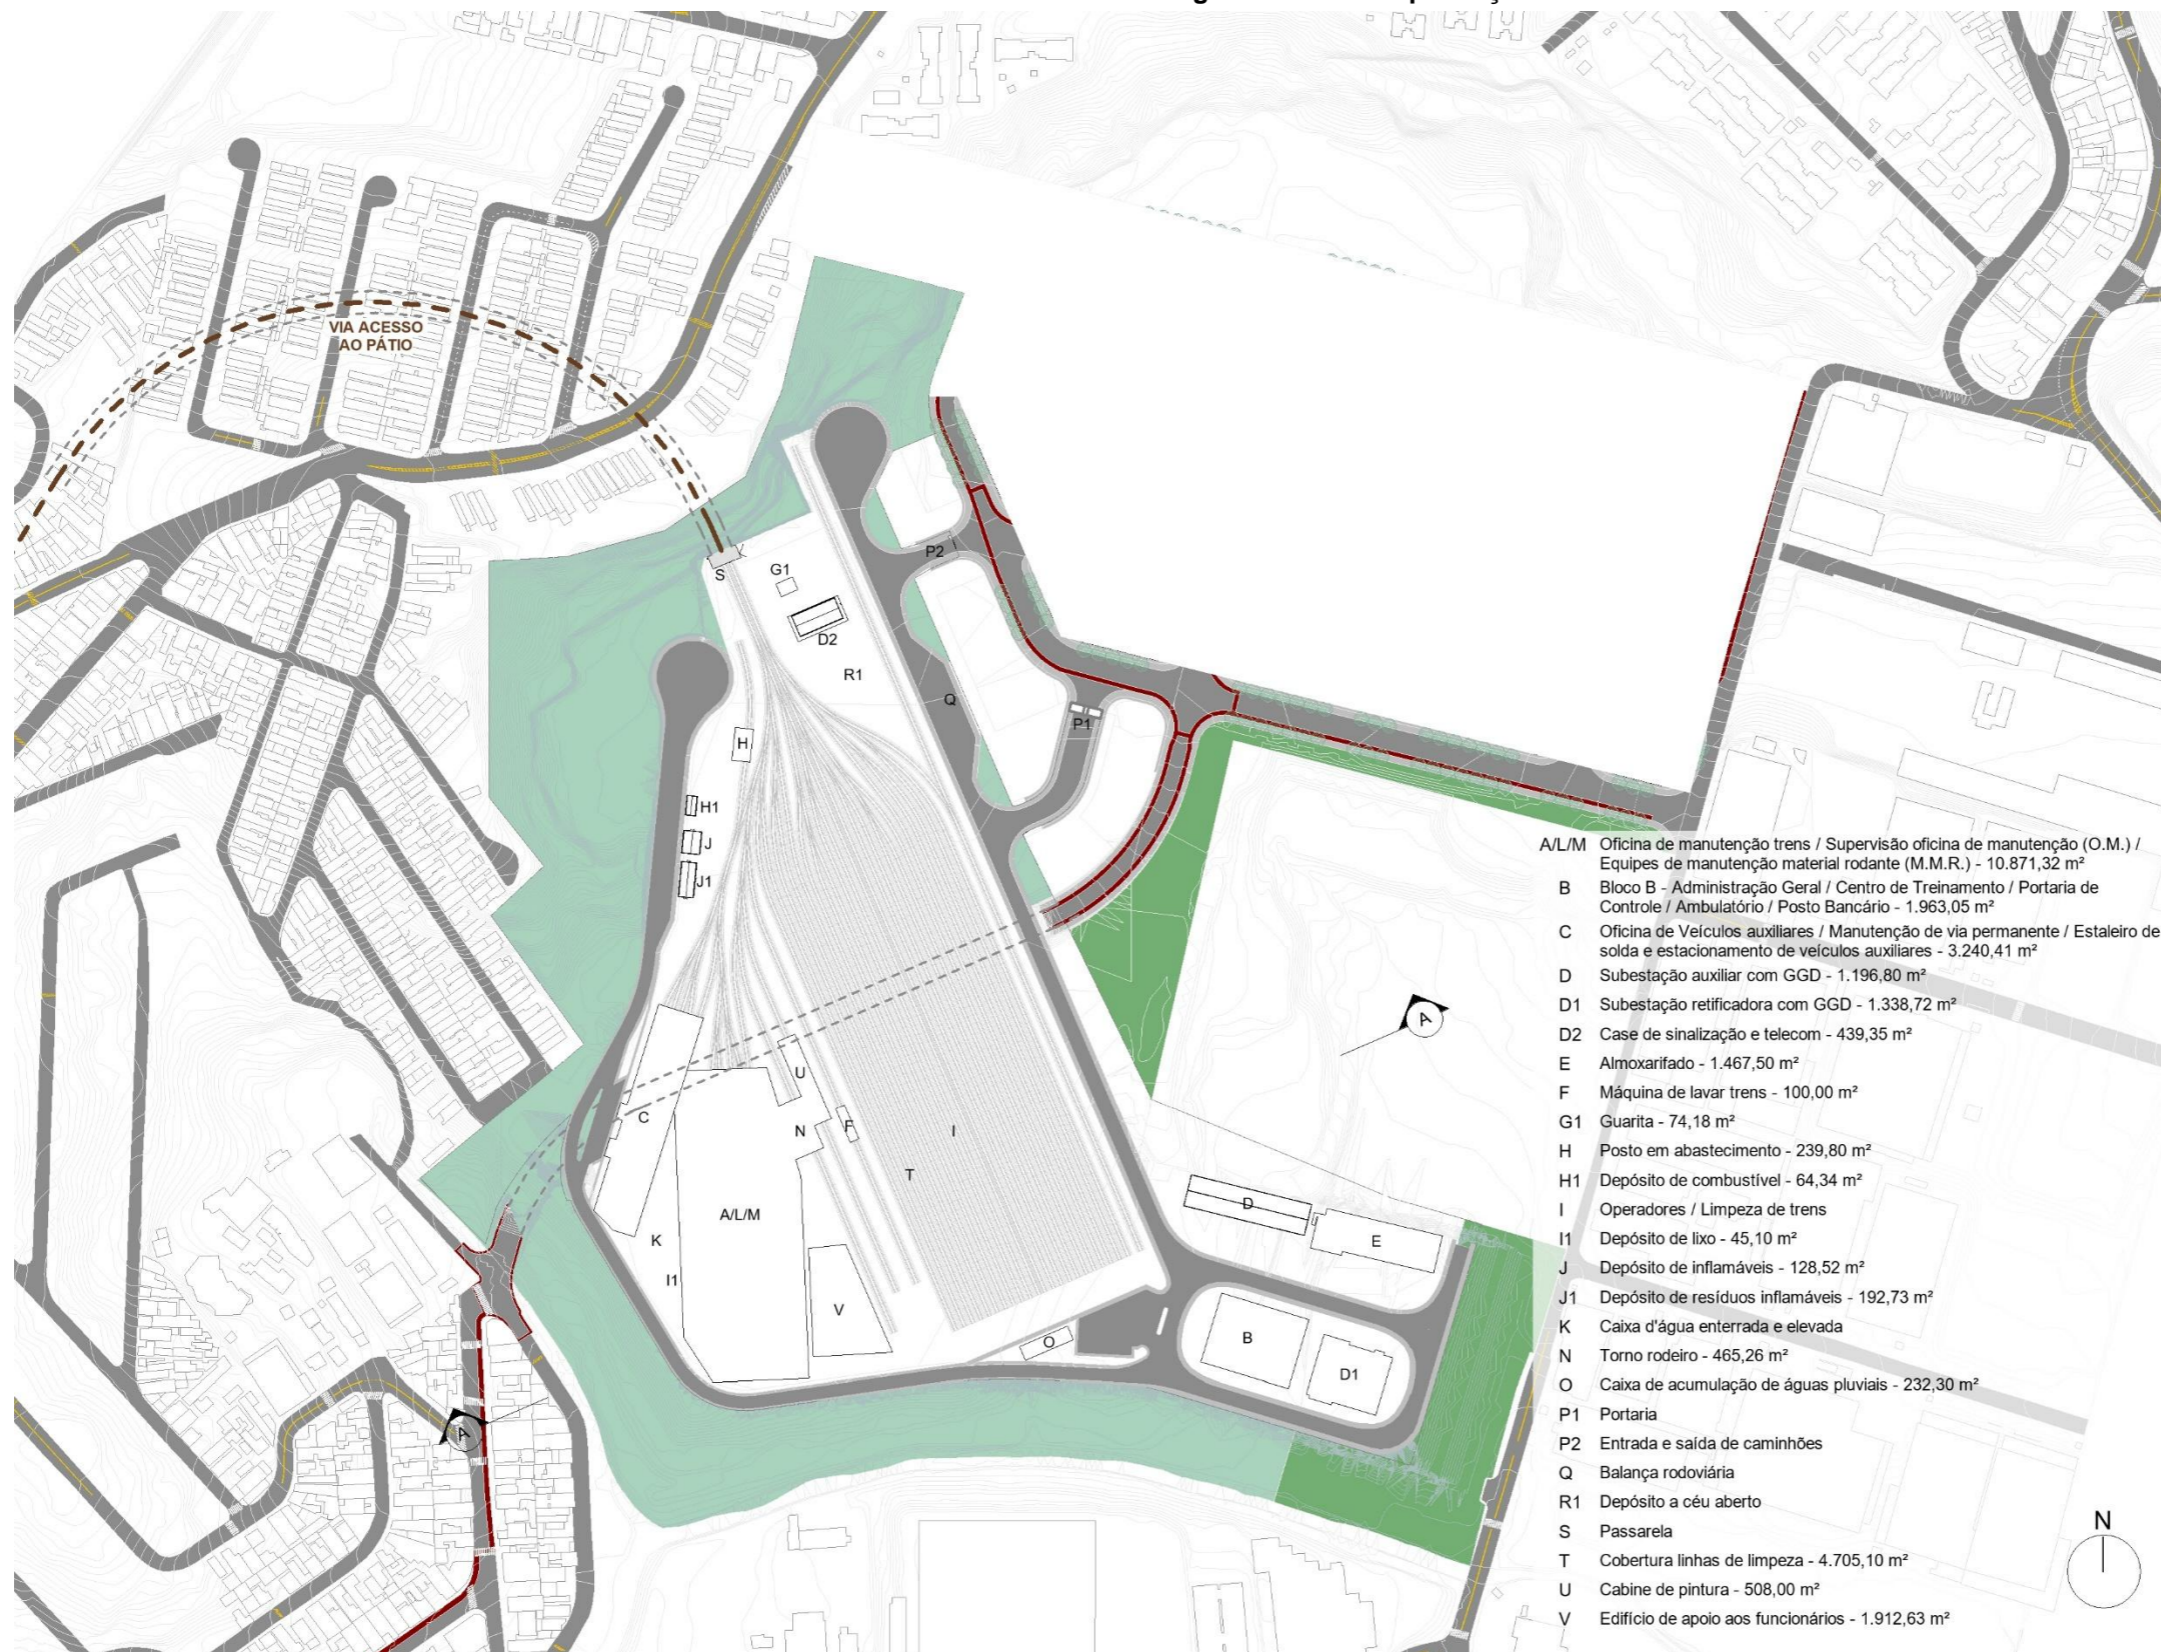 VIA ACESSO
AO PÁTIO
P2
S
G1
D2
R1
Q
P1
H
H1
J
J1
A
U
C
N
F
I
T
D
A/L/M
K
E
I1
V
B
O
D1
A
A/L/M Oficina de manutenção trens / Supervisão oficina de manutenção (O.M.) /
Equipes de manutenção material rodante (M.M.R.) - 10.871,32 m²
B Bloco B - Administração Geral / Centro de Treinamento / Portaria de
Controle / Ambulatório / Posto Bancário - 1.963,05 m²
C Oficina de Veículos auxiliares / Manutenção de via permanente / Estaleiro de
solda e estacionamento de veículos auxiliares - 3.240,41 m²
D Subestação auxiliar com GGD - 1.196,80 m²
D1 Subestação retificadora com GGD - 1.338,72 m²
D2 Case de sinalização e telecom - 439,35 m²
E Almoxarifado - 1.467,50 m²
F Máquina de lavar trens - 100,00 m²
G1 Guarita - 74,18 m²
H Posto em abastecimento - 239,80 m²
H1 Depósito de combustível - 64,34 m²
I Operadores / Limpeza de trens
I1 Depósito de lixo - 45,10 m²
J Depósito de inflamáveis - 128,52 m²
J1 Depósito de resíduos inflamáveis - 192,73 m²
K Caixa d'água enterrada e elevada
N Torno rodeiro - 465,26 m²
O Caixa de acumulação de águas pluviais - 232,30 m²
P1 Portaria
P2 Entrada e saída de caminhões
Q Balança rodoviária
R1 Depósito a céu aberto
S Passarela
T Cobertura linhas de limpeza - 4.705,10 m²
U Cabine de pintura - 508,00 m²
V Edifício de apoio aos funcionários - 1.912,63 m²
N